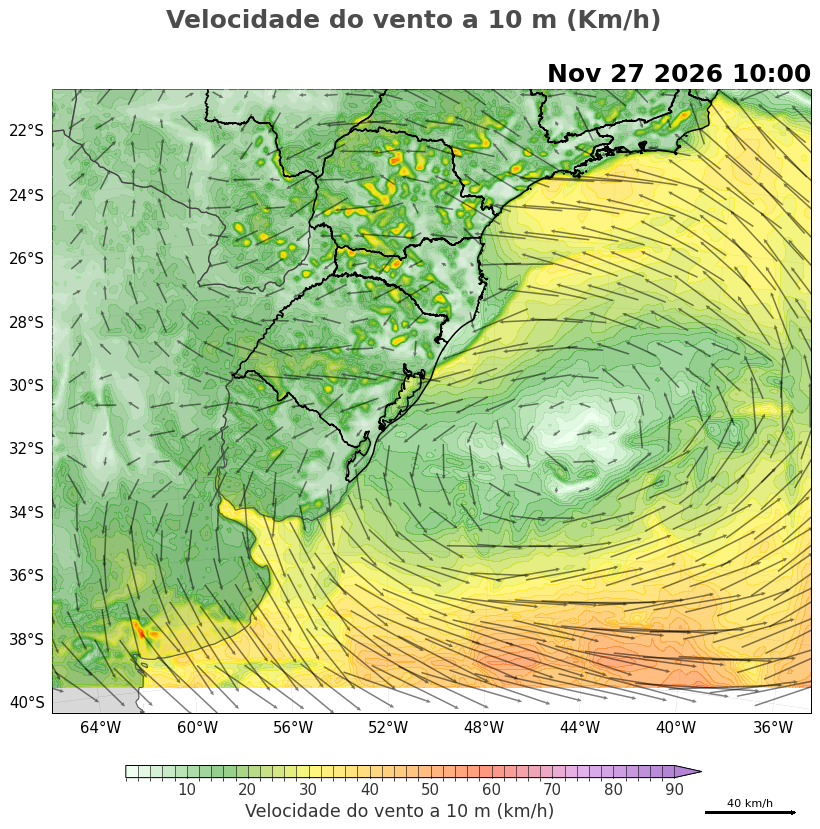 Velocidade do vento a 10 m (Km/h)
Nov 27 2026 10:00
22°S
24°S
26°S
28°S
30°S
32°S
34°S
36°S
38°S
40°S
64°W 60°W 56°W 52°W 48°W 44°W 40°W 36°W
10 20 30 40 50 60 70 80 90
Velocidade do vento a 10 m (km/h)
40 km/h